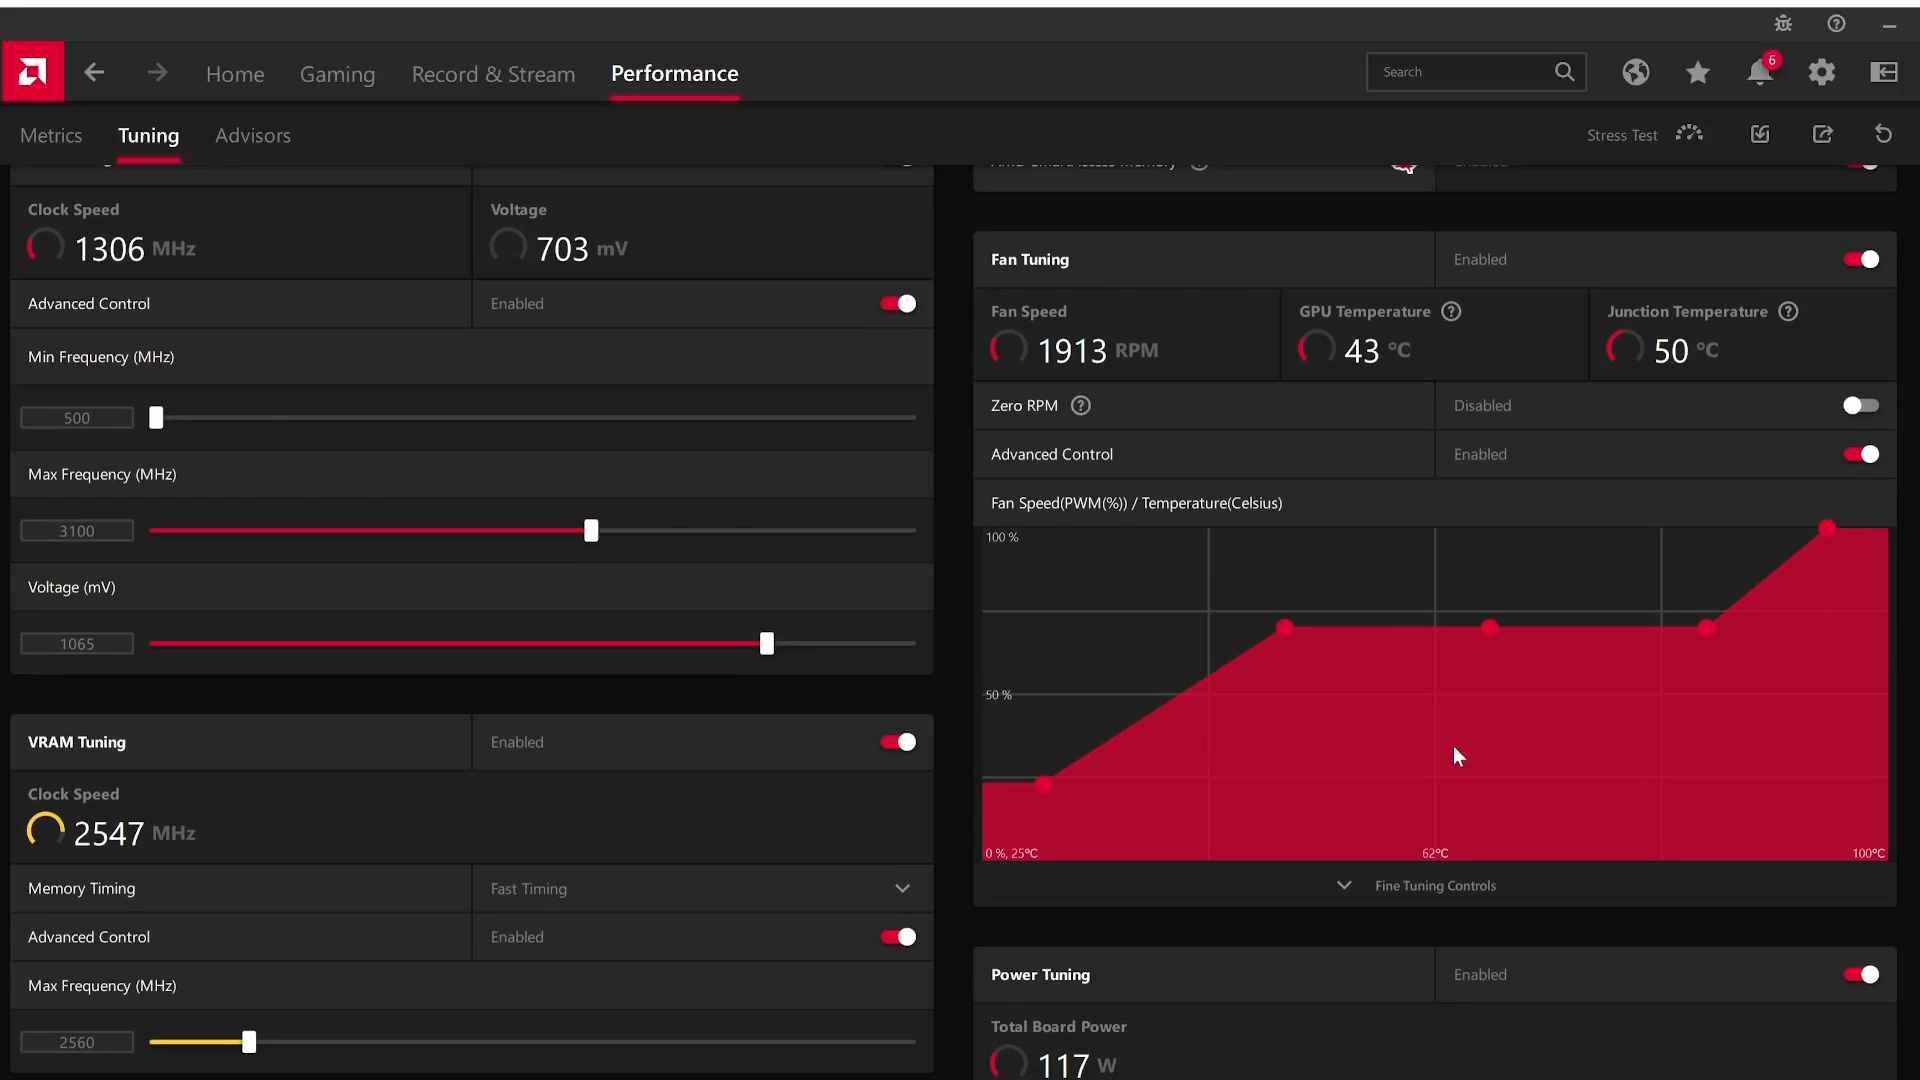 6
Home
Gaming
Record & Stream
Performance
Search
Metrics
Tuning
Advisors
Stress Test
Clock Speed
1306 MHz
Voltage
703 mV
Advanced Control
Enabled
Min Frequency (MHz)
500
Max Frequency (MHz)
3100
Voltage (mV)
1065
VRAM Tuning
Enabled
Clock Speed
2547 MHz
Memory Timing
Fast Timing
Advanced Control
Enabled
Max Frequency (MHz)
2560
Fan Tuning
Enabled
Fan Speed
1913 RPM
GPU Temperature
43 °C
Junction Temperature
50 °C
Zero RPM
Disabled
Advanced Control
Enabled
Fan Speed(PWM(%)) / Temperature(Celsius)
100 %
50 %
0 %, 25°C
62°C
100°C
Fine Tuning Controls
Power Tuning
Enabled
Total Board Power
117 W